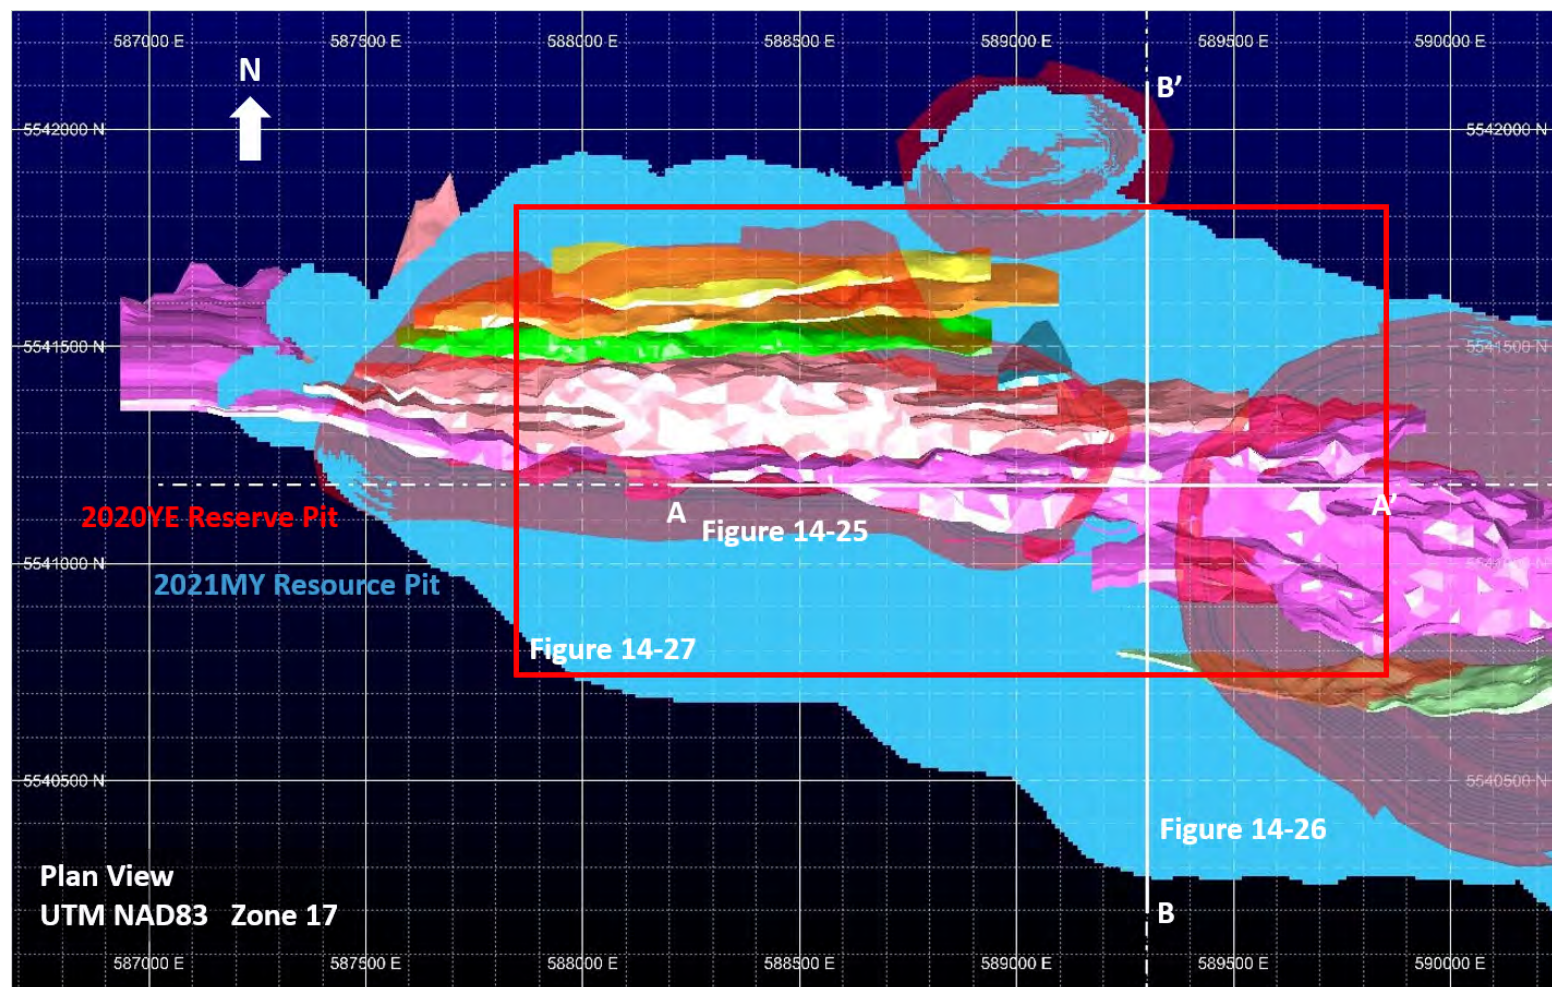 587000 E 587500 E 588000 E 588500 E 589000 E 589500 E 590000 E
N
B’
5542000 N 5542000 N
5541500 N 5541500 N
A A’
2020YE Reserve Pit
Figure 14-25
5541000 N
2021MY Resource Pit
Figure 14-27
5540500 N 5540500 N
Figure 14-26
Plan View
UTM NAD83 Zone 17
B
587000 E 587500 E 588000 E 588500 E 589000 E 589500 E 590000 E